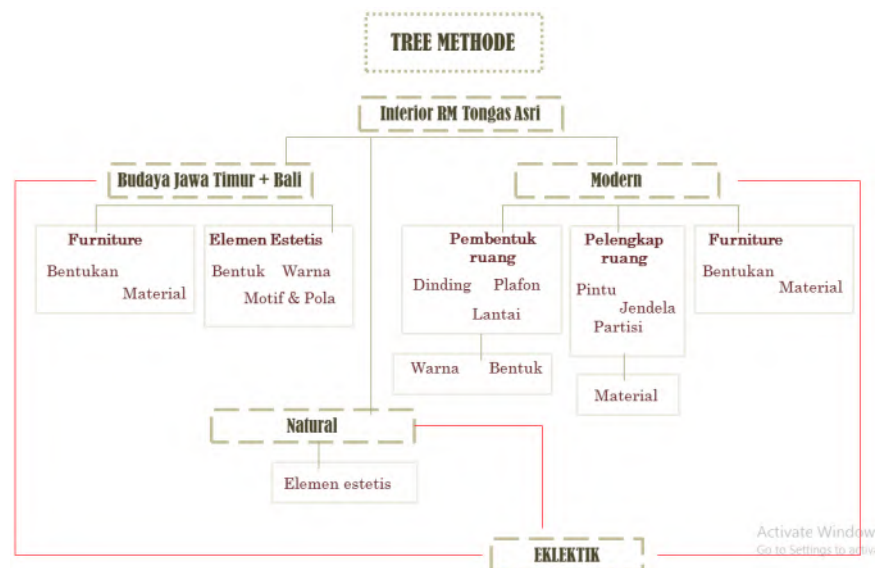 TREE METHODE
Interior RM Tongas Asri
Budaya Jawa Timur + Bali
Modern
Furniture
Bentukan
Material
Elemen Estetis
Bentuk Warna
Motif & Pola
Pembentuk
ruang
Dinding Plafon
Lantai
Warna Bentuk
Pelengkap
ruang
Pintu
Jendela
Partisi
Material
Furniture
Bentukan
Material
Natural
Elemen estetis
EKLEKTIK
Activate Window
Go to Settings to activ